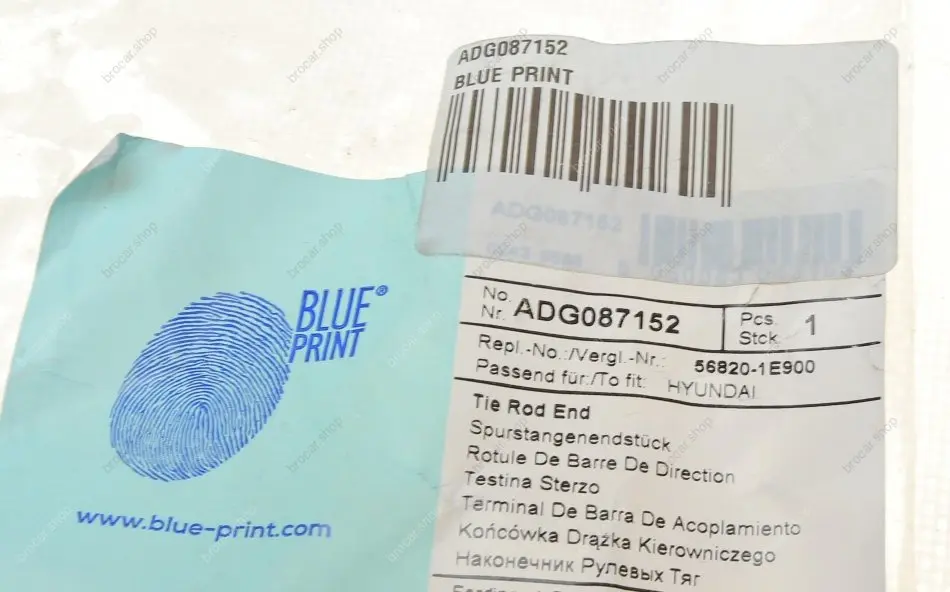 ADG087152
BLUE PRINT
No.
Nr. ADG087152
Pcs.
Stck. 1
Repl.-No.:/Vergl.-Nr.: 56820-1E900
Passend für:/To fit: HYUNDAI
Tie Rod End
Spurstangenendstück
Rotule De Barre De Direction
Testina Sterzo
Terminal De Barra De Acoplamiento
Końcówka Drążka Kierowniczego
Наконечник Рулевых Тяг
BLUE®
PRINT
www.blue-print.com
brocar.shop